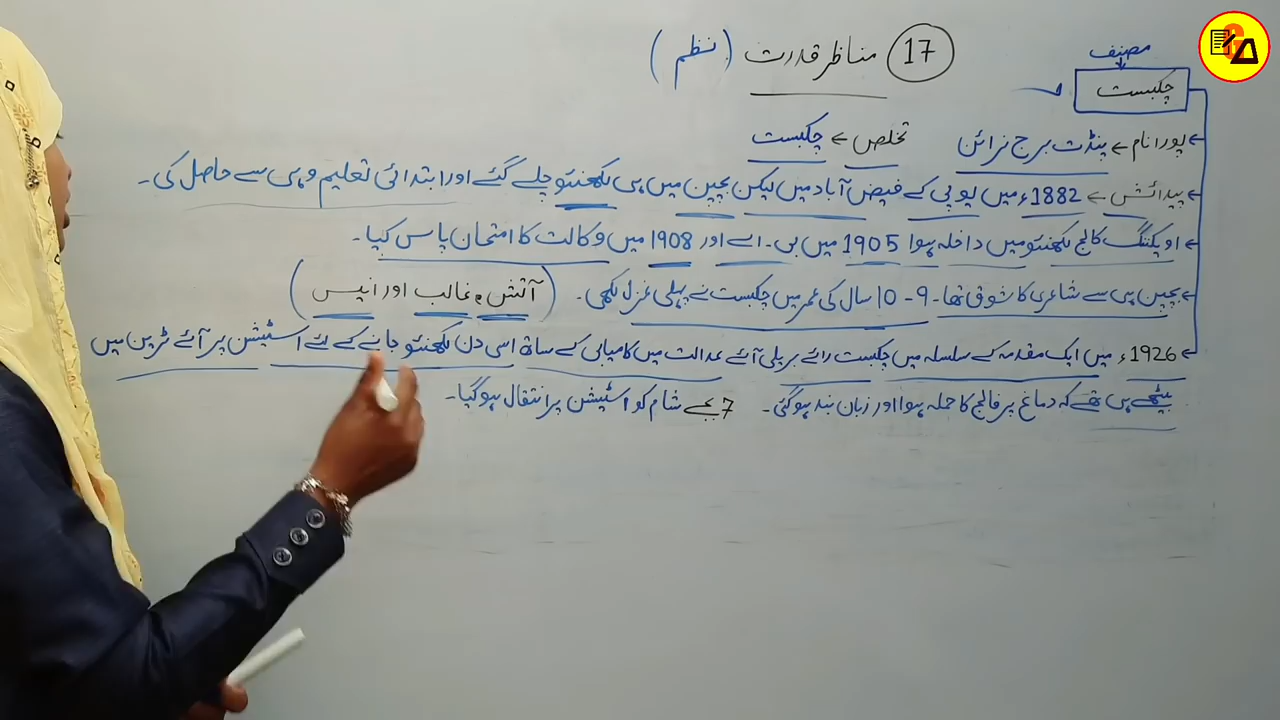 17 مناظر قدرت (نظم)
مصنف
چکبست
پورا نام ← پنڈت برج نرائن تخلص ← چکبست
پیدائش ← 1882ء میں یوپی کے فیض آباد میں لیکن بچپن میں ہی لکھنئو چلے گئے اور ابتدائی تعلیم وہی سے حاصل کی۔
کالج لکھنئو میں داخلہ ہوا 1905 میں بی۔اے اور 1908 میں وکالت کا امتحان پاس کیا۔
بچپن ہی سے شاعری کا شوق تھا۔ 9-10 سال کی عمر میں چکبست نے پہلی غزل لکھی۔ (آتش، غالب اور انیس)
1926ء میں ایک مقدمہ کے سلسلہ میں چکبست رائے بریلی آئے عدالت میں کامیابی کے ساتھ اسی دن لکھنئو جانے کے لئے اسٹیشن پر آئے ٹرین میں
بیٹھے ہی تھے کہ دماغ پر فالج کا حملہ ہوا اور زبان بند ہوگئی۔ 7 بجے شام کو اسٹیشن پر انتقال ہوگیا۔